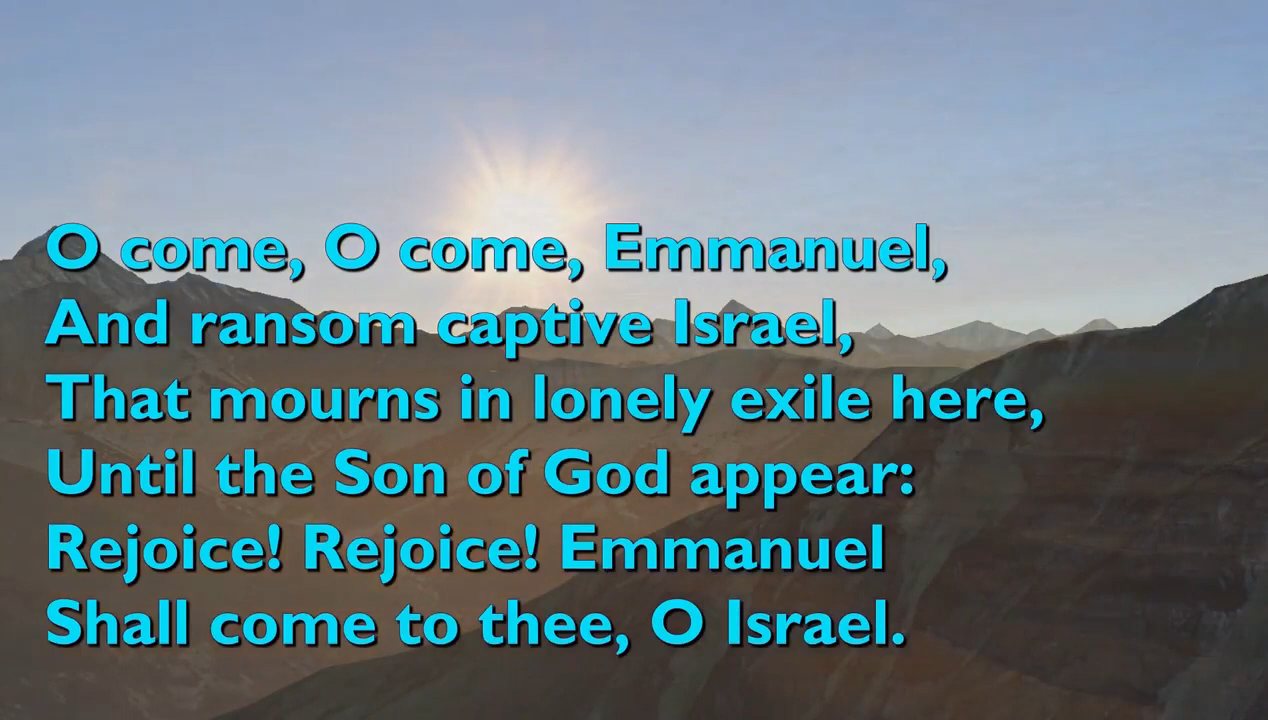 O come, O come, Emmanuel,
And ransom captive Israel,
That mourns in lonely exile here,
Until the Son of God appear:
Rejoice! Rejoice! Emmanuel
Shall come to thee, O Israel.